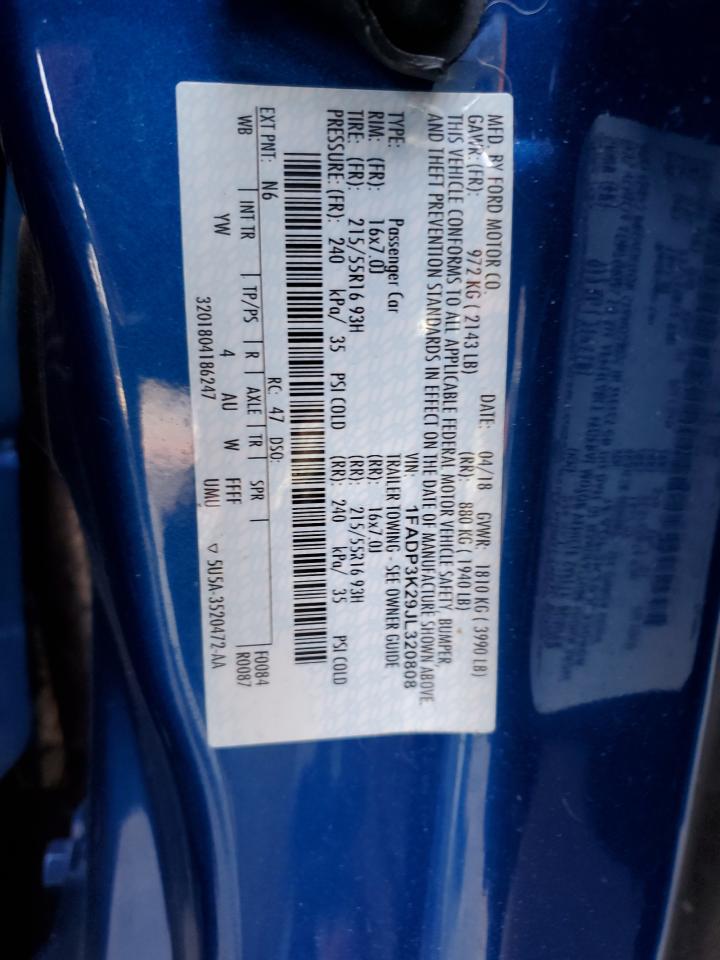 MFD. BY FORD MOTOR CO.
DATE: 04/18 GVWR: 1810 KG ( 3990 LB)
GAWR: (FR): 972 KG ( 2143 LB) (RR): 880 KG ( 1940 LB)
THIS VEHICLE CONFORMS TO ALL APPLICABLE FEDERAL MOTOR VEHICLE SAFETY, BUMPER,
AND THEFT PREVENTION STANDARDS IN EFFECT ON THE DATE OF MANUFACTURE SHOWN ABOVE.
VIN: 1FADP3K29JL320808
TYPE: Passenger Car TRAILER TOWING - SEE OWNER GUIDE
RIM: (FR): 16x7.0J (RR): 16x7.0J
TIRE: (FR): 215/55R16 93H (RR): 215/55R16 93H
PRESSURE: (FR): 240 kPa/ 35 PSI COLD (RR): 240 kPa/ 35 PSI COLD
RC: 47 DSO: F0084
EXT PNT: N6 R0087
WB INT TR TP/PS R AXLE TR SPR
YW 4 AU W FFFF
UMU
3201804186247 ▽ 5U5A-3520472-AA